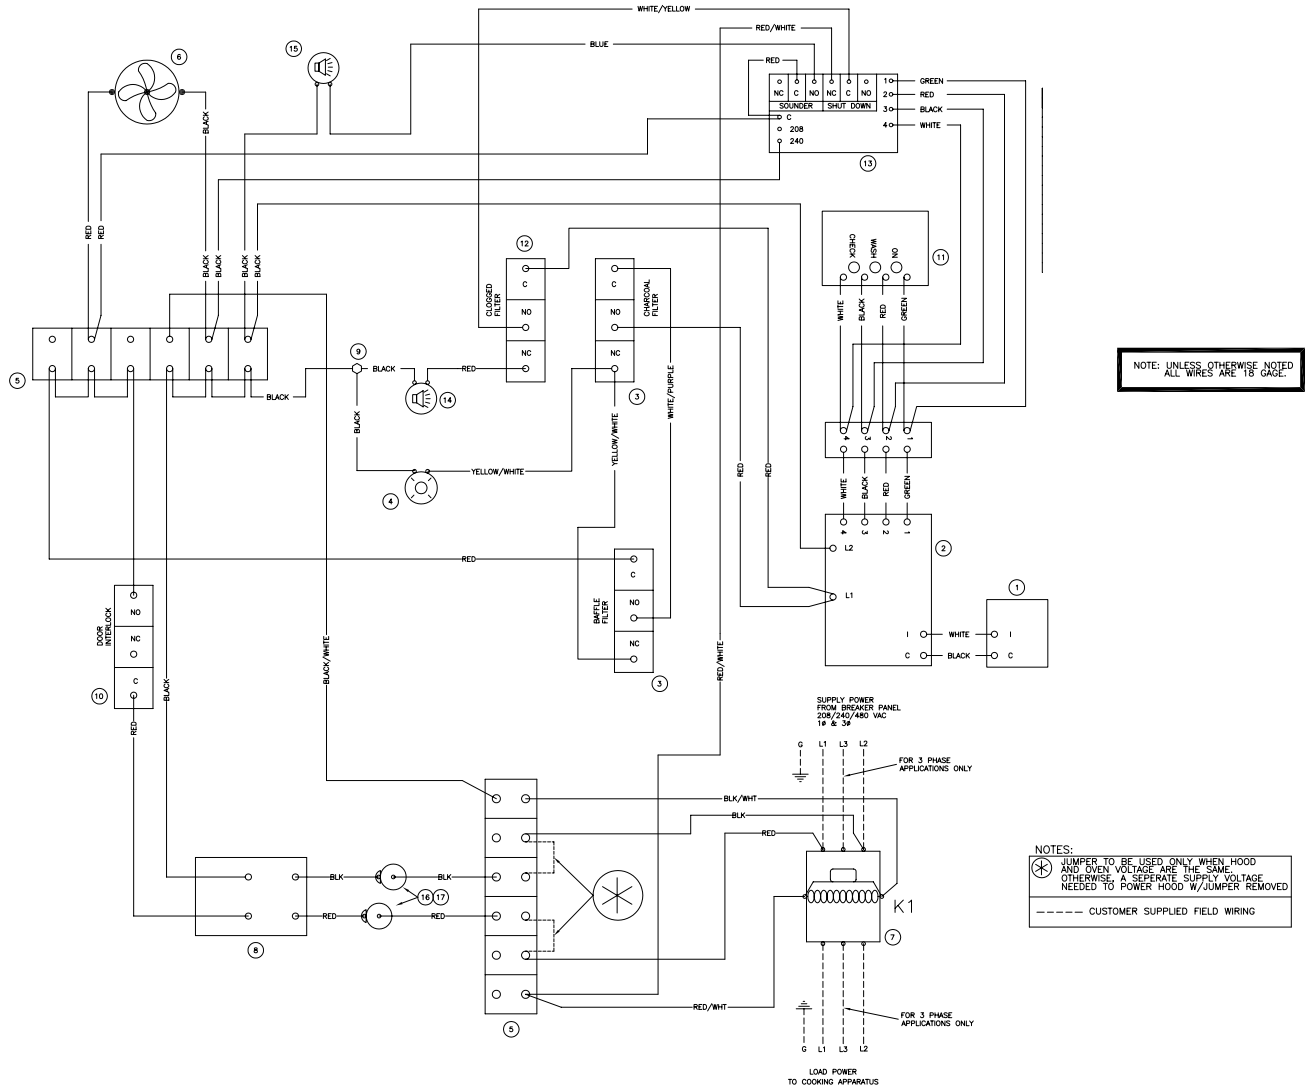 WHITE/YELLOW
RED/WHITE
BLUE
15
6
RED
NC C NO NC C NO
SOUNDER SHUT DOWN
C
208
240
1 GREEN
2 RED
3 BLACK
4 WHITE
13
BLACK
RED
RED
BLACK
BLACK
BLACK
BLACK
12
CLOGGED
FILTER
C
NO
NC
CHARCOAL
FILTER
C
NO
NC
3
CHECK
WASH
ON
11
WHITE
BLACK
RED
GREEN
NOTE: UNLESS OTHERWISE NOTED
ALL WIRES ARE 18 GAGE.
5
9
BLACK
RED
14
BLACK
BLACK
WHITE/PURPLE
YELLOW/WHITE
YELLOW/WHITE
4
RED
RED
4 3 2 1
WHITE
BLACK
RED
GREEN
4 3 2 1
L2
2
L1
I WHITE I
C BLACK C
1
RED
C
NO
NC
BAFFLE
FILTER
3
DOOR
INTERLOCK
NO
NC
C
10
RED
BLACK
BLACK/WHITE
RED/WHITE
SUPPLY POWER
FROM BREAKER PANEL
208/240/480 VAC
1ø & 3ø
G L1 L3 L2
FOR 3 PHASE
APPLICATIONS ONLY
BLK/WHT
BLK
RED
BLK BLK
16 17
RED RED
8
K1
7
RED/WHT
5
FOR 3 PHASE
APPLICATIONS ONLY
G L1 L3 L2
LOAD POWER
TO COOKING APPARATUS
NOTES:
JUMPER TO BE USED ONLY WHEN HOOD
AND OVEN VOLTAGE ARE THE SAME.
OTHERWISE, A SEPERATE SUPPLY VOLTAGE
NEEDED TO POWER HOOD W/JUMPER REMOVED
CUSTOMER SUPPLIED FIELD WIRING